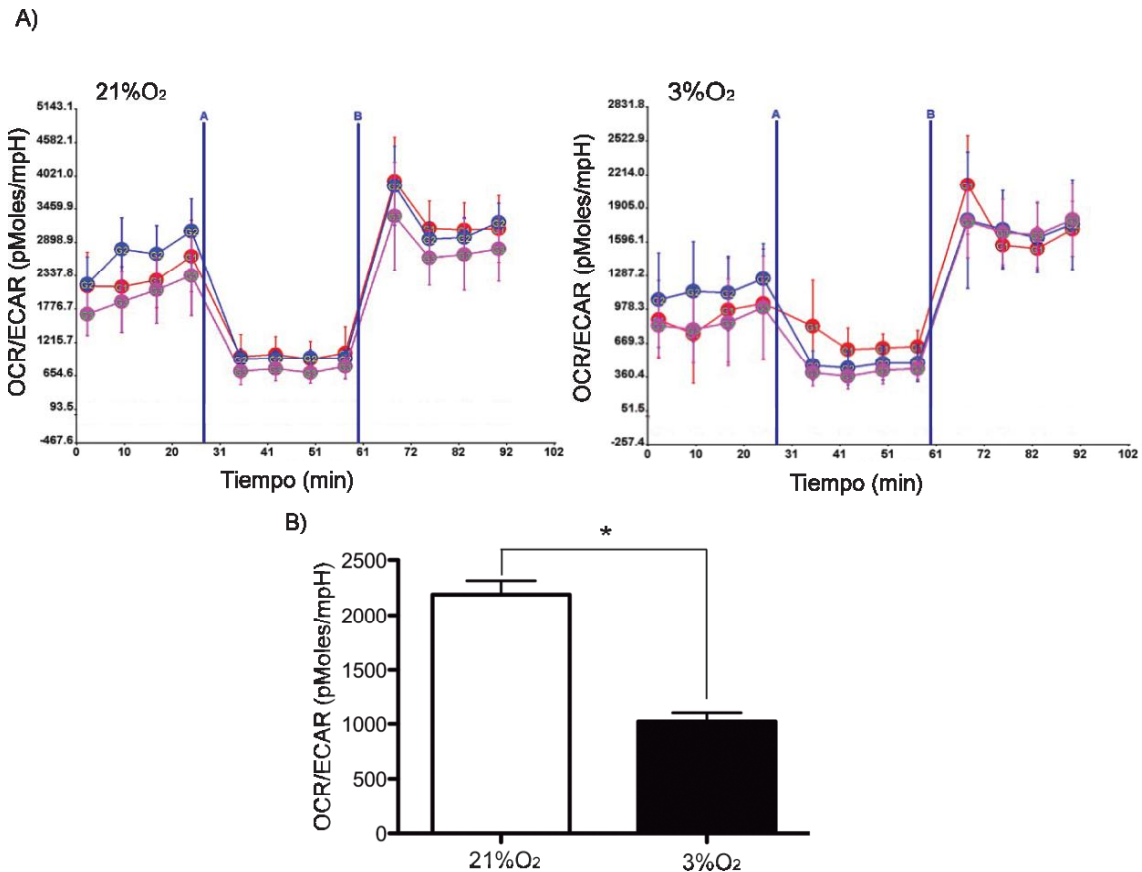 A)
21%O₂
OCR/ECAR (pMoles/mpH)
5143.1
4582.1
4021.0
3459.9
2898.9
2337.8
1776.7
1215.7
654.6
93.5
-467.6
A
B
0 10 20 31 41 51 61 72 82 92 102
Tiempo (min)
3%O₂
OCR/ECAR (pMoles/mpH)
2831.8
2522.9
2214.0
1905.0
1596.1
1287.2
978.3
669.3
360.4
51.5
-257.4
A
B
0 10 20 31 41 51 61 72 82 92 102
Tiempo (min)
B)
OCR/ECAR (pMoles/mpH)
2500
2000
1500
1000
500
0
*
21%O₂
3%O₂